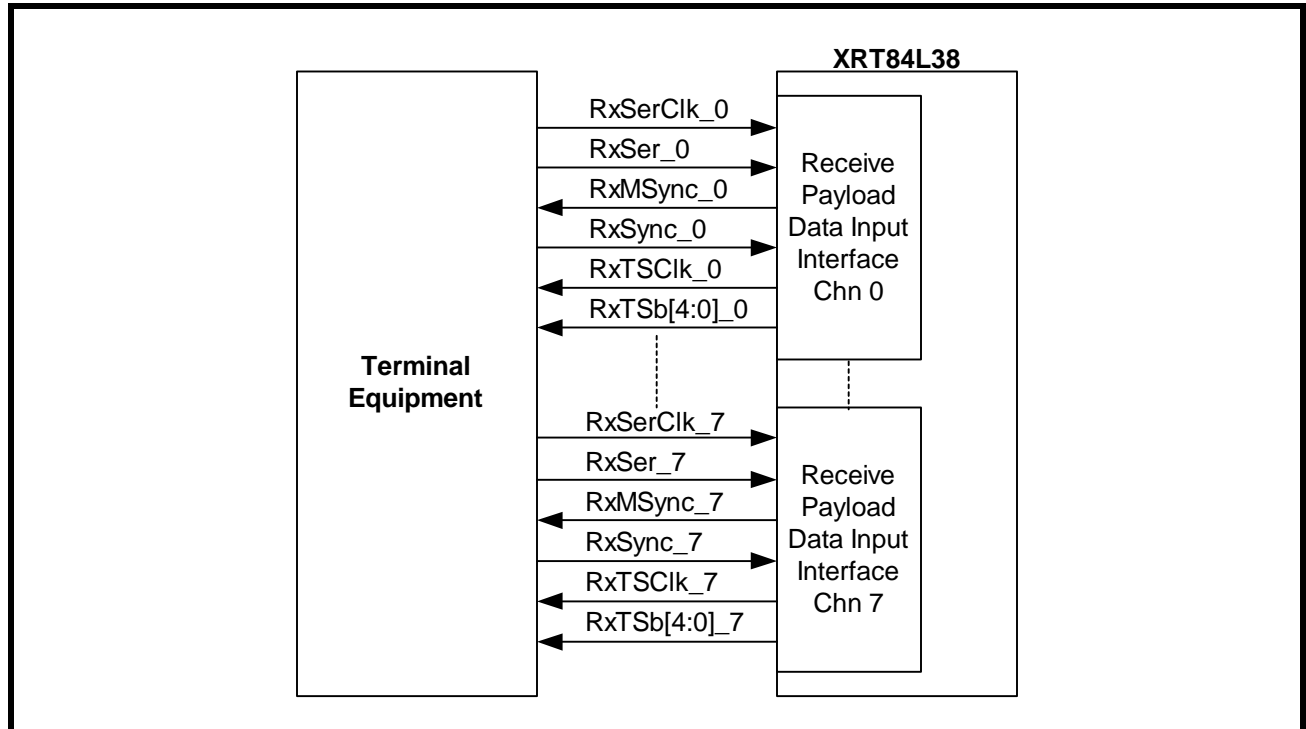 XRT84L38
RxSerClk_0
RxSer_0
RxMSync_0
RxSync_0
RxTSClk_0
RxTSb[4:0]_0
Receive
Payload
Data Input
Interface
Chn 0
Terminal
Equipment
RxSerClk_7
RxSer_7
RxMSync_7
RxSync_7
RxTSClk_7
RxTSb[4:0]_7
Receive
Payload
Data Input
Interface
Chn 7